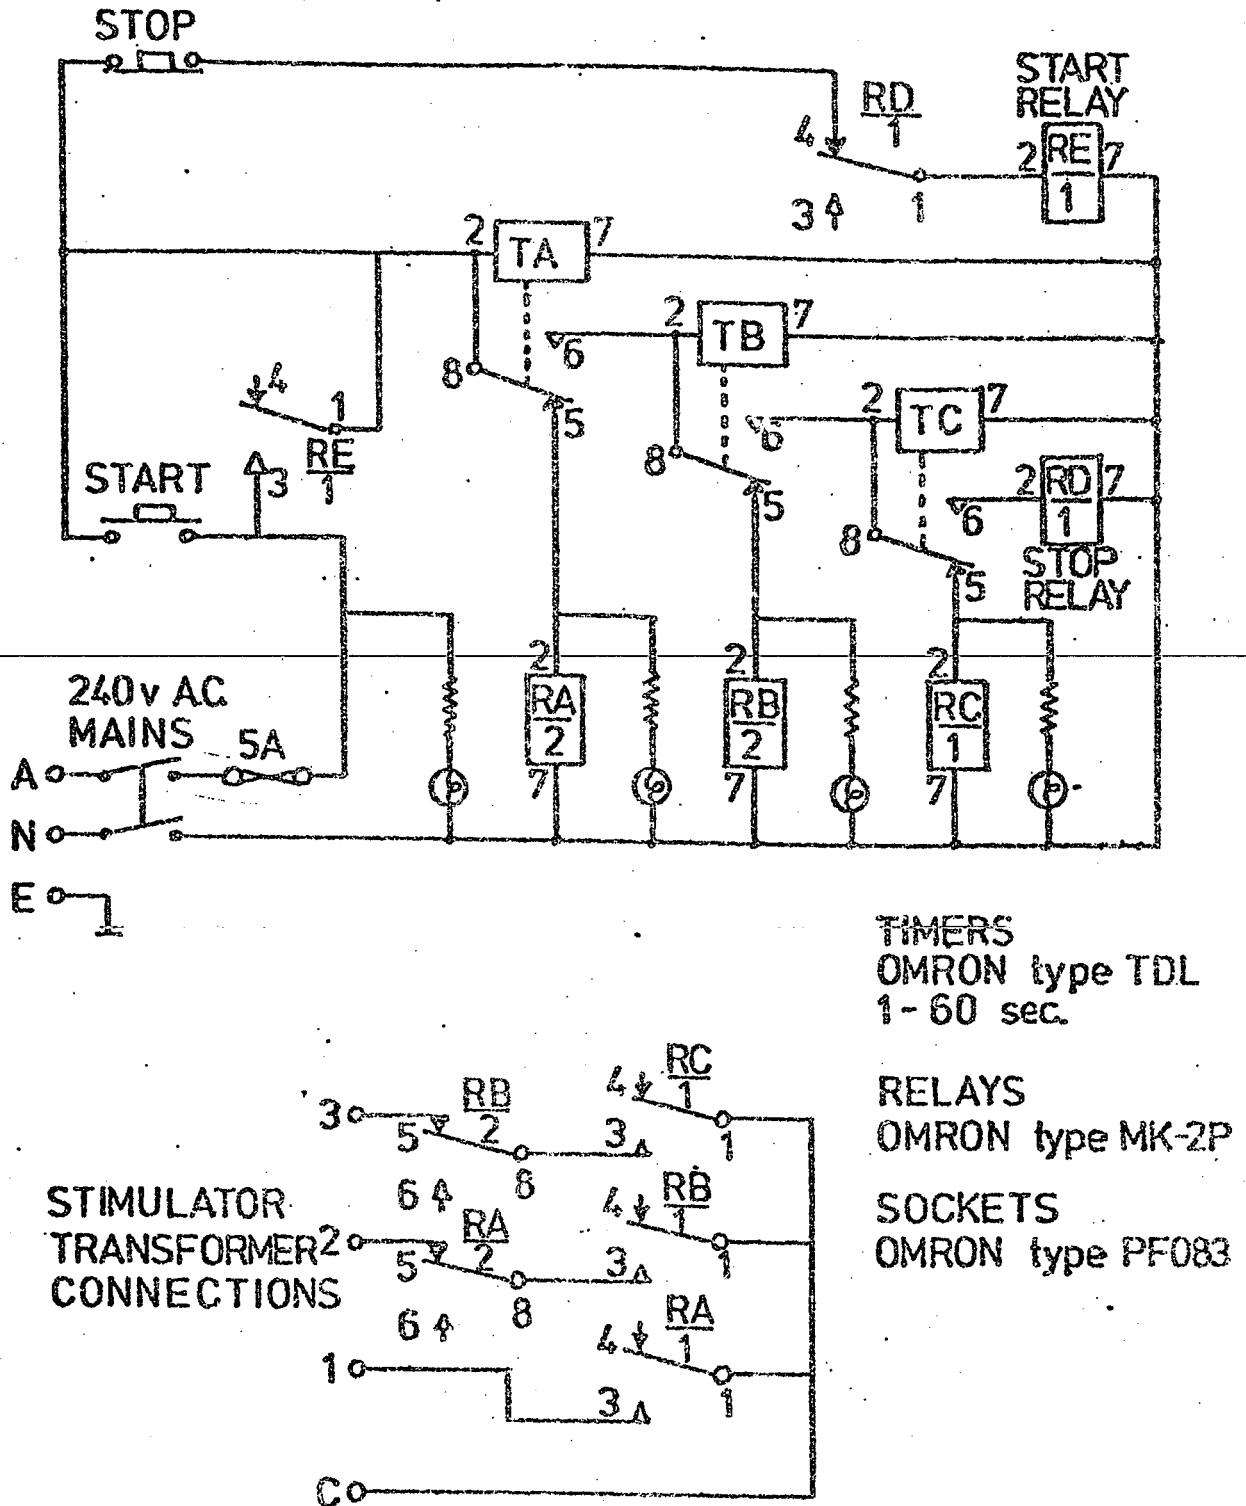 STOP
START
RELAY
RD
1
4
3
1
2
RE
1
7
2
TA
7
8
6
5
2
TB
7
8
6
5
2
TC
7
8
6
5
2
RD
1
7
STOP
RELAY
4
1
RE
1
3
START
240v A.C.
MAINS
5A
A
N
E
2
RA
2
7
2
RB
2
7
2
RC
1
7
TIMERS
OMRON type TDL
1-60 sec.
RELAYS
OMRON type MK-2P
SOCKETS
OMRON type PF083
STIMULATOR
TRANSFORMER
CONNECTIONS
3
5
RB
2
6
8
4
RC
1
3
1
2
5
RA
2
6
8
4
RB
1
3
1
1
4
RA
1
3
1
C